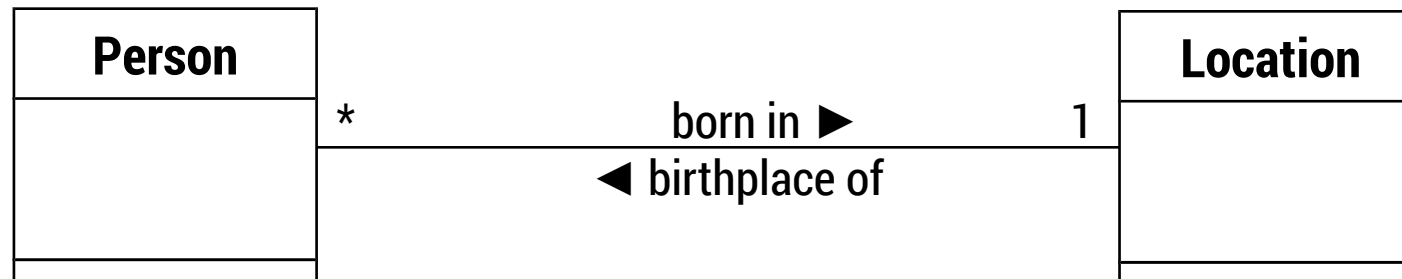 Person
Location
* born in ► 1
◄ birthplace of